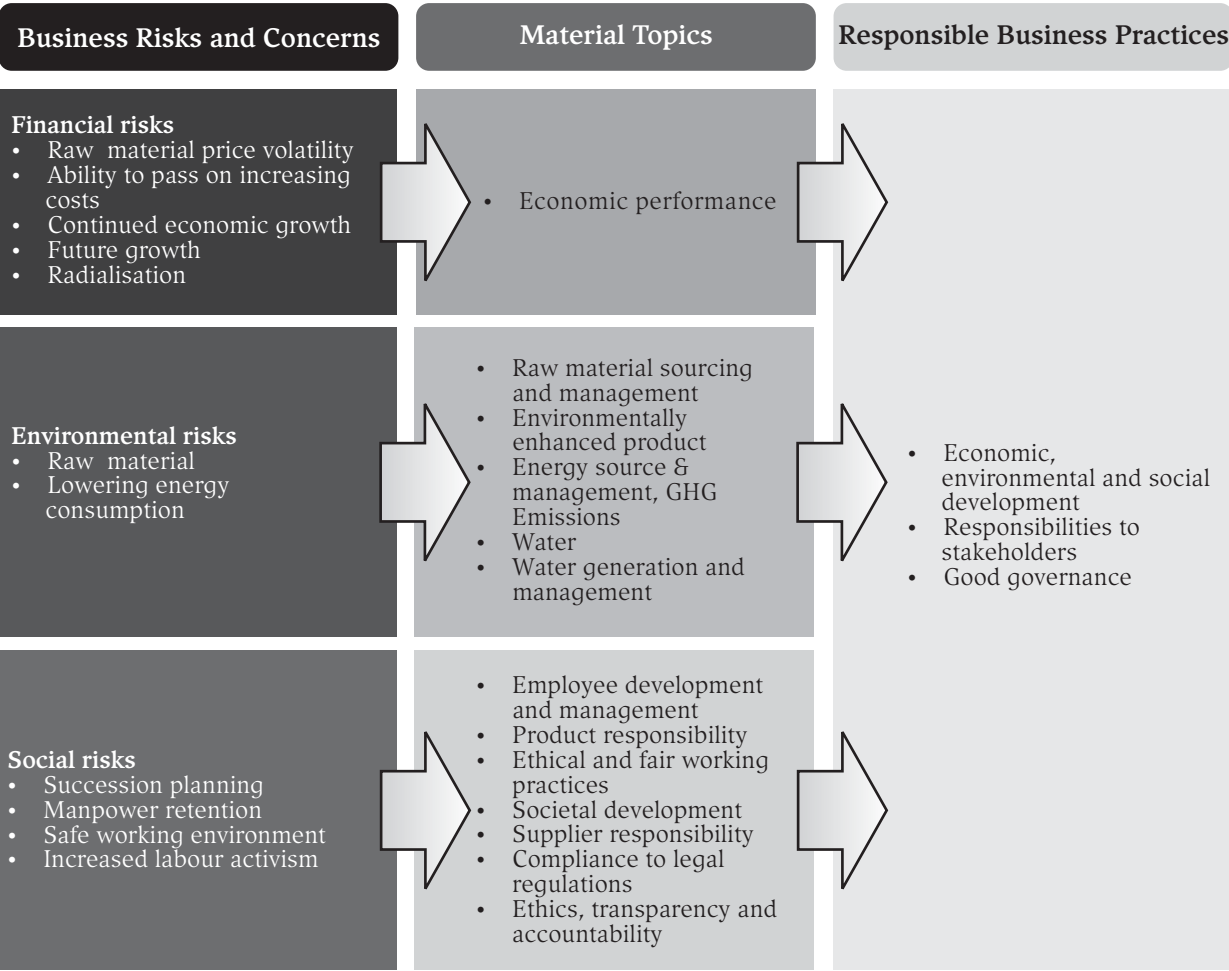 Business Risks and Concerns
Material Topics
Responsible Business Practices
Financial risks
• Raw material price volatility
• Ability to pass on increasing
costs
• Continued economic growth
• Future growth
• Radialisation
• Economic performance
Environmental risks
• Raw material
• Lowering energy
consumption
• Raw material sourcing
and management
• Environmentally
enhanced product
• Energy source &
management, GHG
Emissions
• Water
• Water generation and
management
• Economic,
environmental and social
development
• Responsibilities to
stakeholders
• Good governance
Social risks
• Succession planning
• Manpower retention
• Safe working environment
• Increased labour activism
• Employee development
and management
• Product responsibility
• Ethical and fair working
practices
• Societal development
• Supplier responsibility
• Compliance to legal
regulations
• Ethics, transparency and
accountability